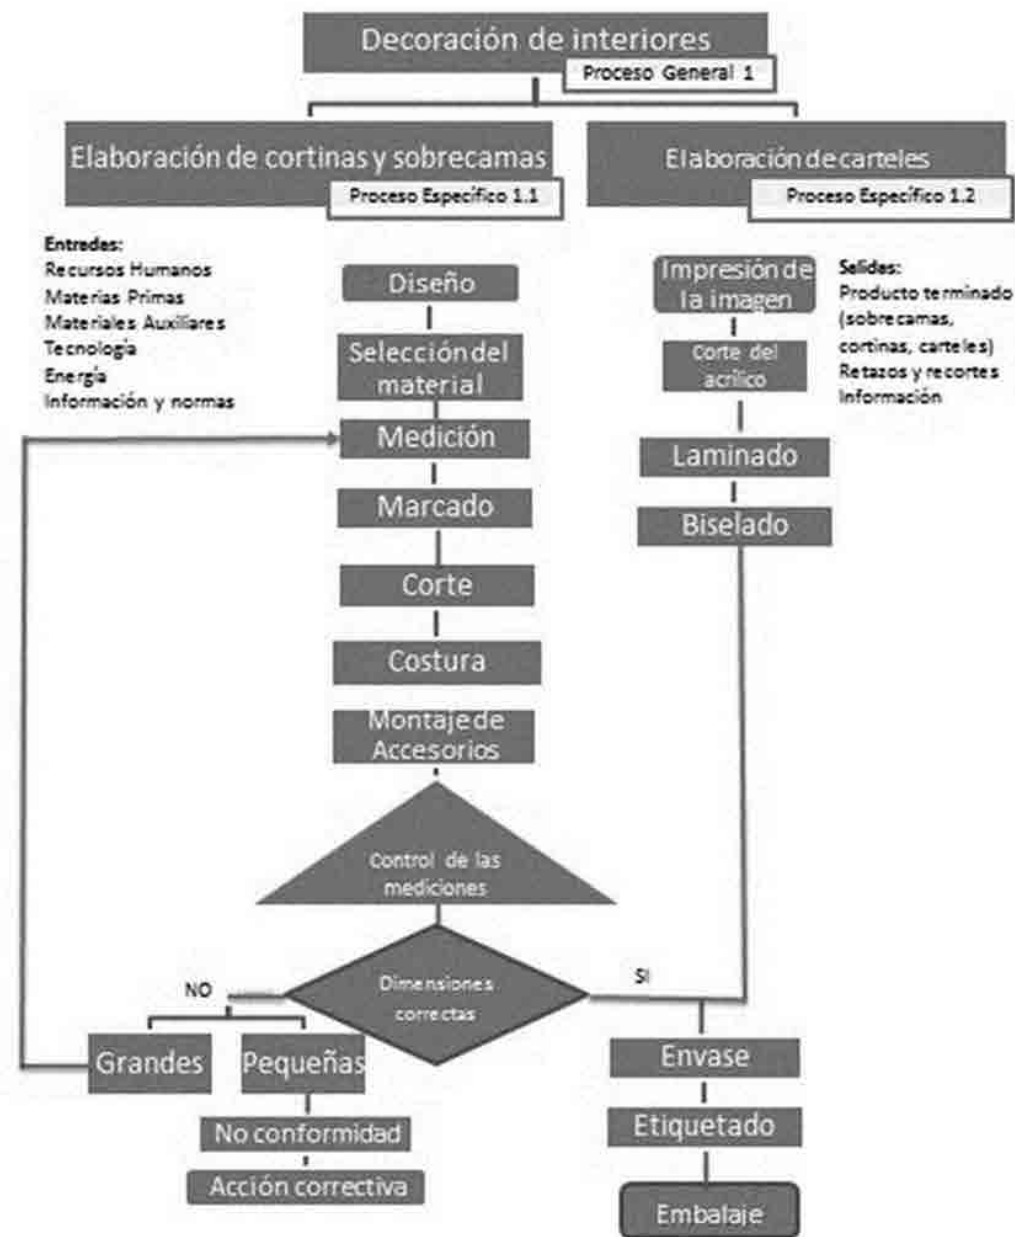 Decoración de interiores
Proceso General 1
Elaboración de cortinas y sobrecamas
Proceso Específico 1.1
Elaboración de carteles
Proceso Específico 1.2
Entredes:
Recursos Humanos
Materias Primas
Materiales Auxiliares
Tecnología
Energía
Información y normas
Diseño
Selección del
material
Medición
Marcado
Corte
Costura
Montaje de
Accesorios
Control de las
mediciones
Dimensiones
correctas
NO
SI
Grandes
Pequeñas
No conformidad
Acción correctiva
Impresión de
la imagen
Corte del
acrílico
Laminado
Biselado
Selides:
Producto terminado
(sobrecamas,
cortinas, carteles)
Retazos y recortes
Información
Envase
Etiquetado
Embalaje